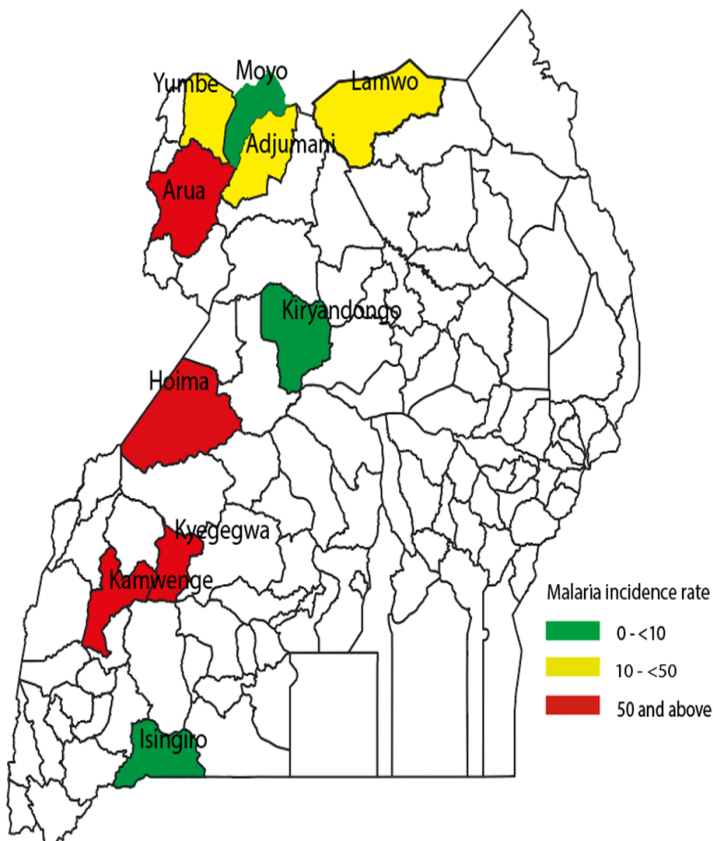 Moyo
Yumbe
Lamwo
Adjumani
Arua
Kiryandongo
Hoima
Kyegegwa
Kamwenge
Malaria incidence rate
0 - <10
10 - <50
50 and above
Isingiro